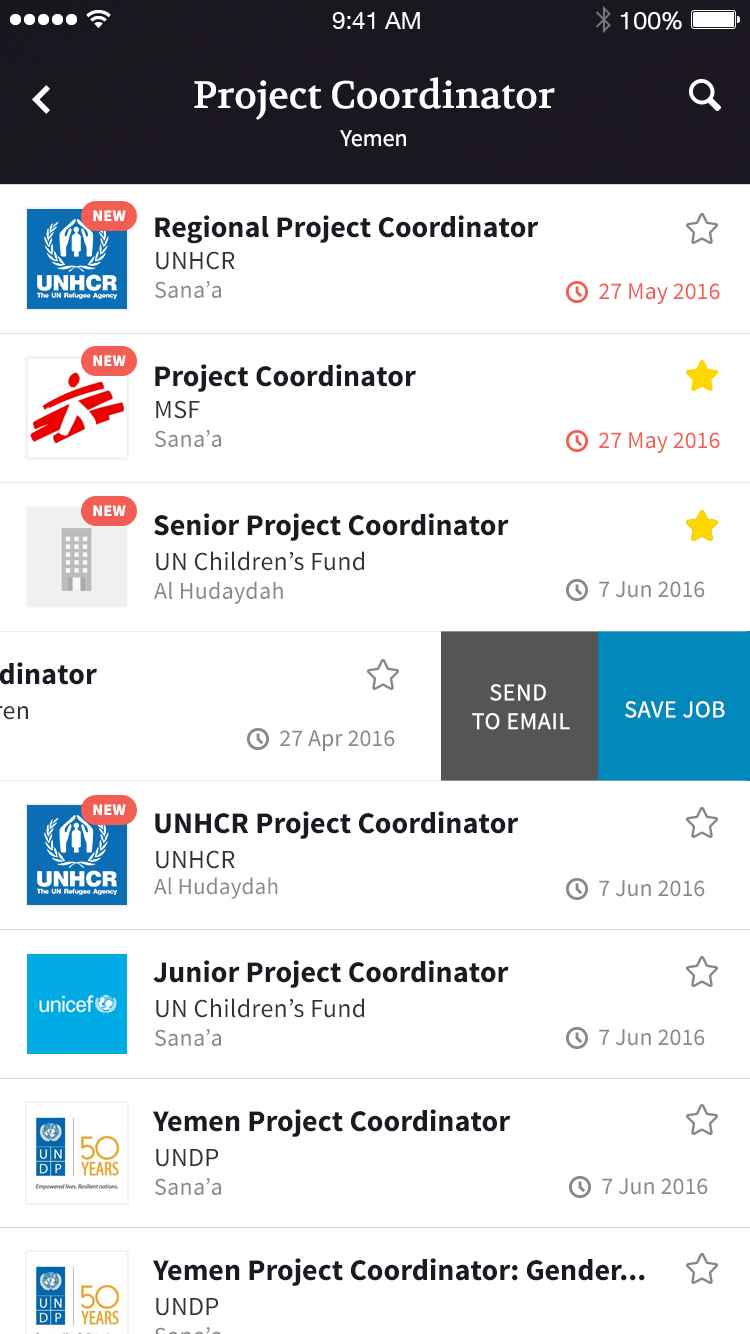 9:41 AM
100%
Project Coordinator
Yemen
NEW
UNHCR
The UN Refugee Agency
Regional Project Coordinator
UNHCR
Sana’a
27 May 2016
NEW
Project Coordinator
MSF
Sana’a
27 May 2016
NEW
Senior Project Coordinator
UN Children’s Fund
Al Hudaydah
7 Jun 2016
dinator
ren
27 Apr 2016
SEND
TO EMAIL
SAVE JOB
NEW
UNHCR
The UN Refugee Agency
UNHCR Project Coordinator
UNHCR
Al Hudaydah
7 Jun 2016
unicef
Junior Project Coordinator
UN Children’s Fund
Sana’a
7 Jun 2016
U N
D P
50
YEARS
Empowered lives. Resilient nations.
Yemen Project Coordinator
UNDP
Sana’a
7 Jun 2016
U N
D P
50
YEARS
Yemen Project Coordinator: Gender...
UNDP
Sana’a